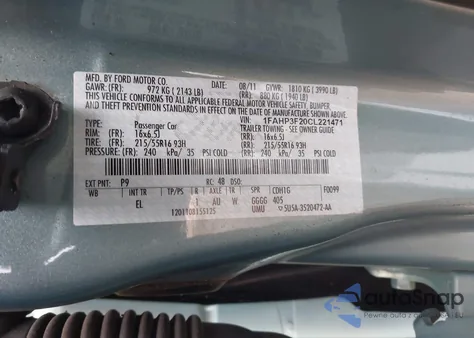 MFD. BY FORD MOTOR CO.
DATE: 08/11 GVWR: 1810 KG ( 3990 LB)
GAWR: (FR): 972 KG ( 2143 LB) (RR): 880 KG ( 1940 LB)
THIS VEHICLE CONFORMS TO ALL APPLICABLE FEDERAL MOTOR VEHICLE SAFETY, BUMPER,
AND THEFT PREVENTION STANDARDS IN EFFECT ON THE DATE OF MANUFACTURE SHOWN ABOVE.
VIN: 1FAHP3F20CL221471
TYPE: Passenger Car TRAILER TOWING - SEE OWNER GUIDE
RIM: (FR): 16x6.5J (RR): 16x6.5J
TIRE: (FR): 215/55R16 93H (RR): 215/55R16 93H
PRESSURE: (FR): 240 kPa/ 35 PSI COLD (RR): 240 kPa/ 35 PSI COLD
EXT PNT: P9 RC: 48 DSO: F0099
WB INT TR TP/PS R AXLE TR SPR CDH1G
EL AU W GGGG 405
UMU 5U5A-3520472-AA
autoSnap
Pewne auta z